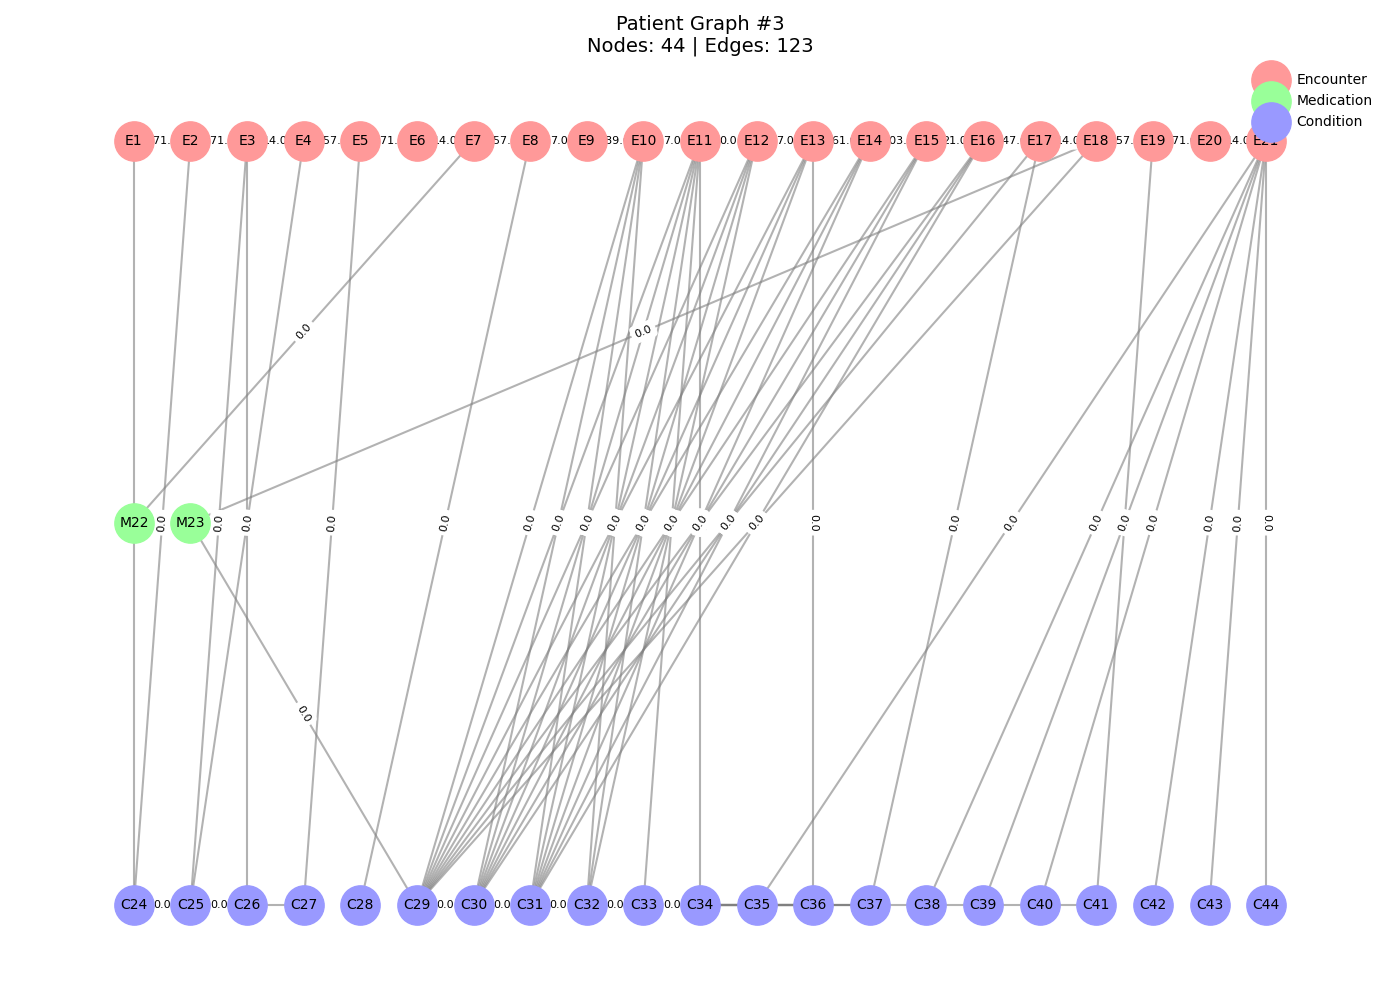 Patient Graph #3
Nodes: 44 | Edges: 123
Encounter
Medication
Condition
E1 71. E2 71. E3 4.0 E4 57. E5 71. E6 4.0 E7 57. E8 7.0 E9 39. E10 7.0 E11 0.0 E12 7.0 E13 61. E14 03. E15 21.0 E16 47. E17 4.0 E18 57. E19 71. E20 4.0 E21
0.0 0.0
M22 0.0 M23 0.0 0.0 0.0 0.0 0.0 0.0 0.0 0.0 0.0 0.0 0.0 0.0 0.0 0.0 0.0 0.0 0.0 0.0 0.0 0.0 0.0 0.0
0.0
C24 0.0 C25 0.0 C26 C27 C28 C29 0.0 C30 0.0 C31 0.0 C32 0.0 C33 0.0 C34 C35 C36 C37 C38 C39 C40 C41 C42 C43 C44